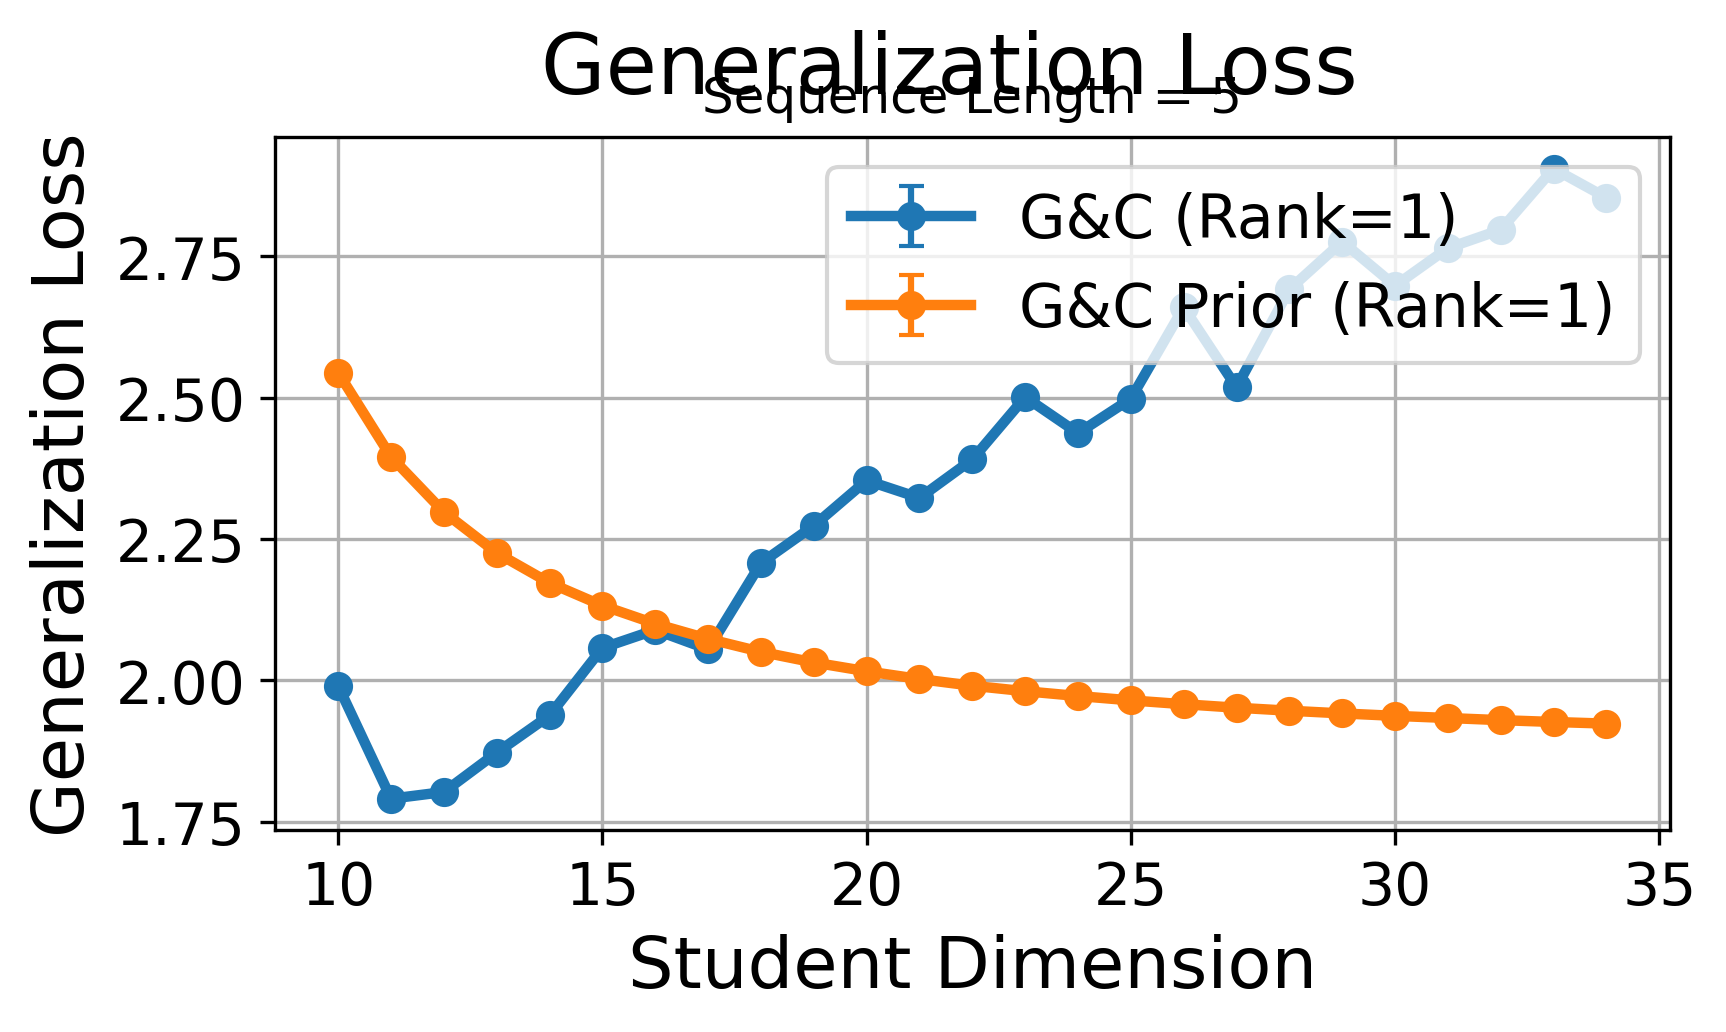 Generalization Loss
Sequence Length = 5
Generalization Loss
2.75
2.50
2.25
2.00
1.75
G&C (Rank=1)
G&C Prior (Rank=1)
10 15 20 25 30 35
Student Dimension